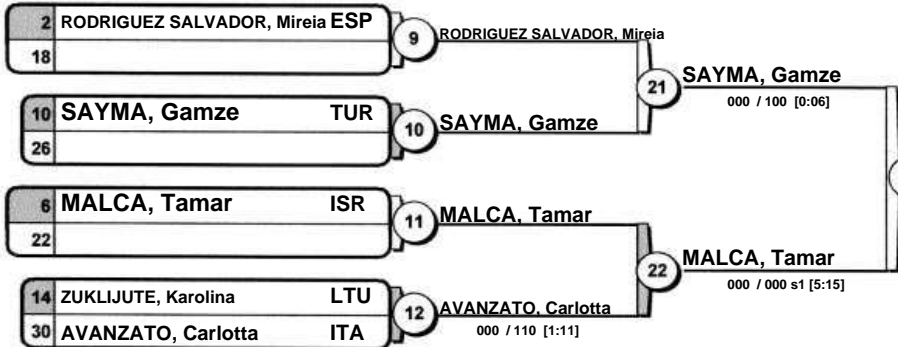 2 RODRIGUEZ SALVADOR, Mireia ESP
18
9
RODRIGUEZ SALVADOR, Mireia
10 SAYMA, Gamze TUR
26
10
SAYMA, Gamze
21
SAYMA, Gamze
000 / 100 [0:06]
6 MALCA, Tamar ISR
22
11
MALCA, Tamar
14 ZUKLIJUTE, Karolina LTU
30 AVANZATO, Carlotta ITA
12
AVANZATO, Carlotta
000 / 110 [1:11]
22
MALCA, Tamar
000 / 000 s1 [5:15]